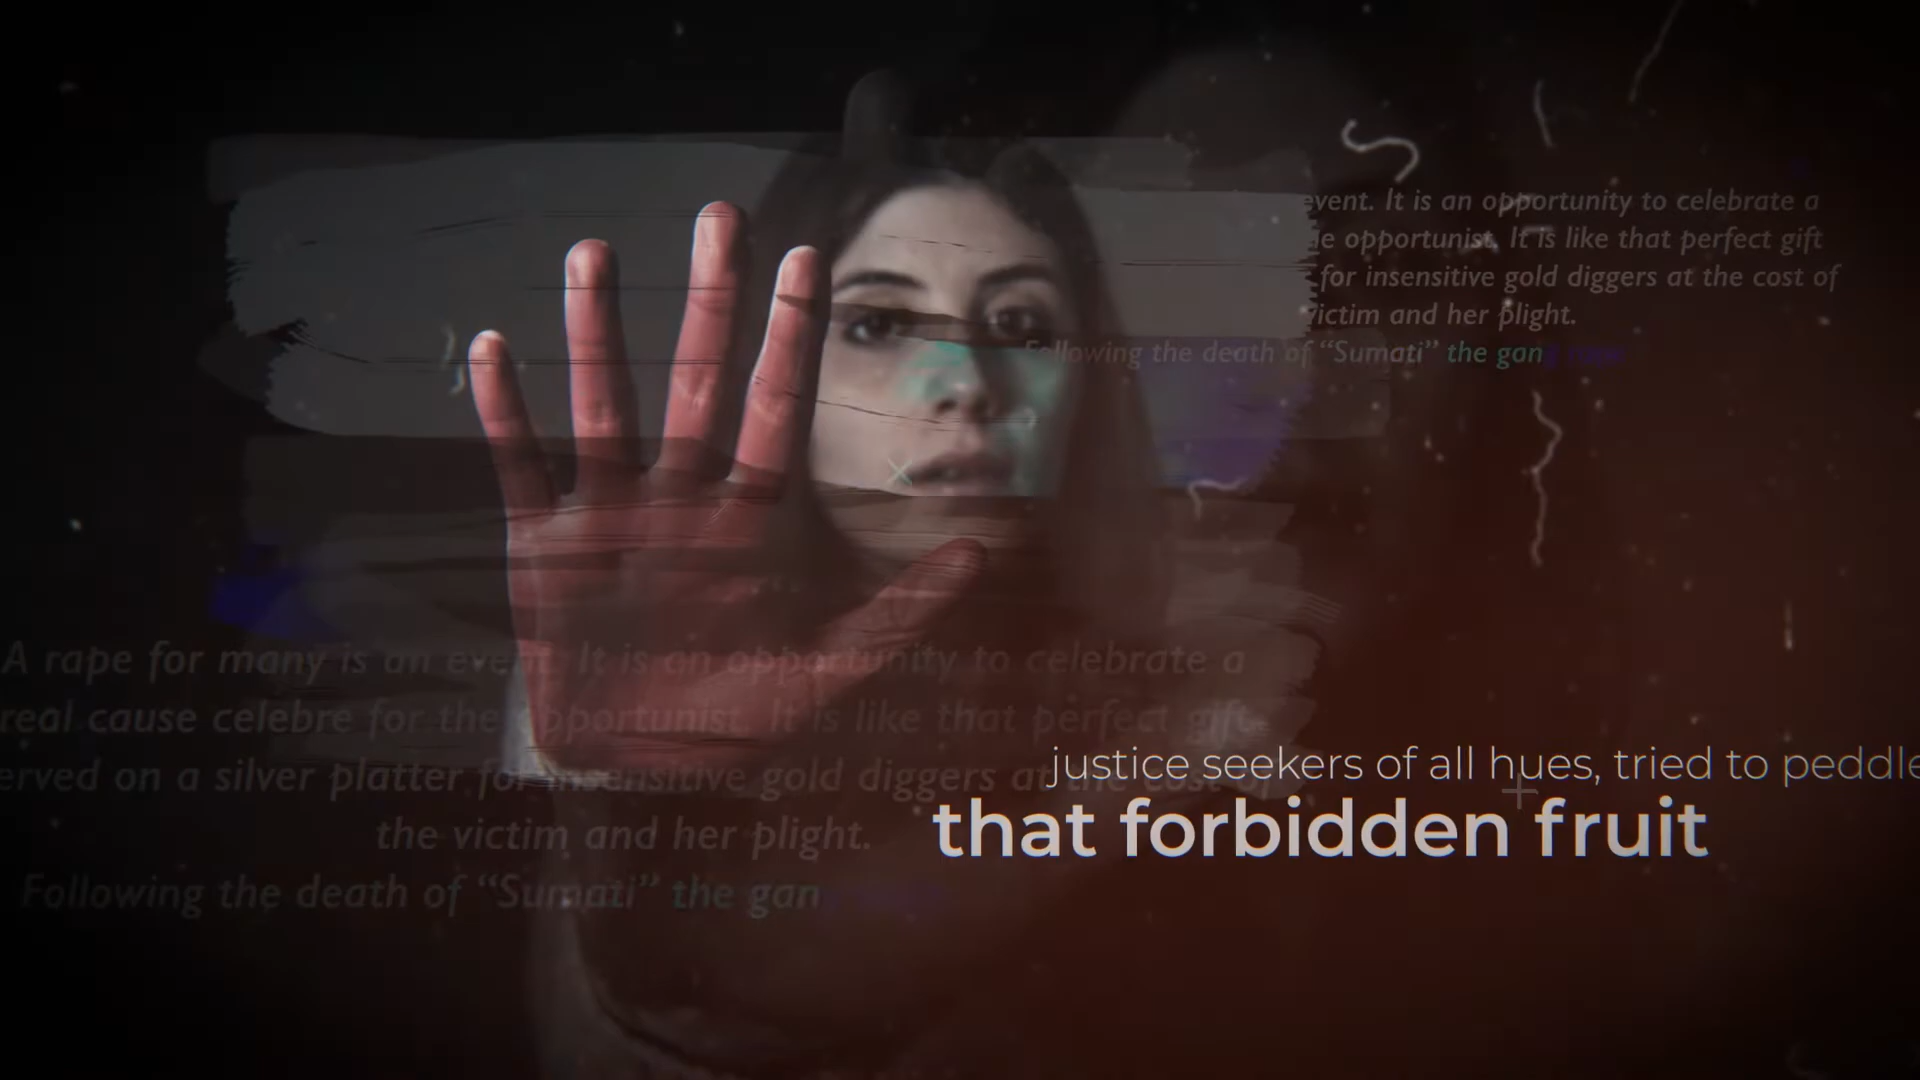 vent. It is an opportunity to celebrate a
e opportunist. It is like that perfect gift
for insensitive gold diggers at the cost of
victim and her plight.
Following the death of “Sumati” the gang rape
A rape for many is an event. It is an opportunity to celebrate a
real cause celebre for the opportunist. It is like that perfect gift
erved on a silver platter for insensitive gold diggers at the cost
the victim and her plight.
Following the death of “Sumati” the gan
justice seekers of all hues, tried to peddle
that forbidden fruit